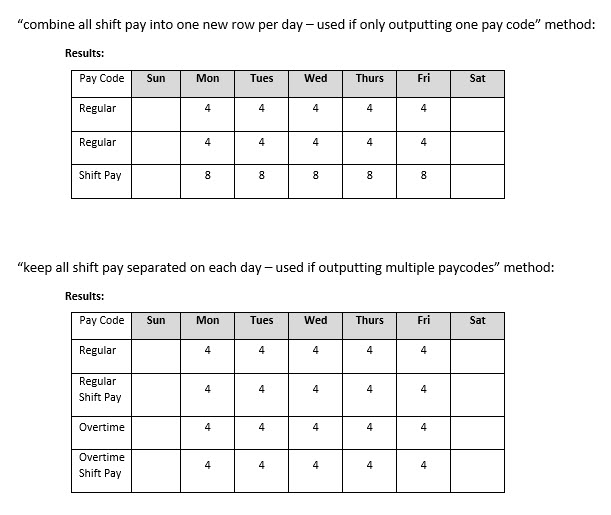 “combine all shift pay into one new row per day – used if only outputting one pay code” method:
Results:
Pay Code Sun Mon Tues Wed Thurs Fri Sat
Regular 4 4 4 4 4
Regular 4 4 4 4 4
Shift Pay 8 8 8 8 8
“keep all shift pay separated on each day – used if outputting multiple paycodes” method:
Results:
Pay Code Sun Mon Tues Wed Thurs Fri Sat
Regular 4 4 4 4 4
Regular
Shift Pay 4 4 4 4 4
Overtime 4 4 4 4 4
Overtime
Shift Pay 4 4 4 4 4